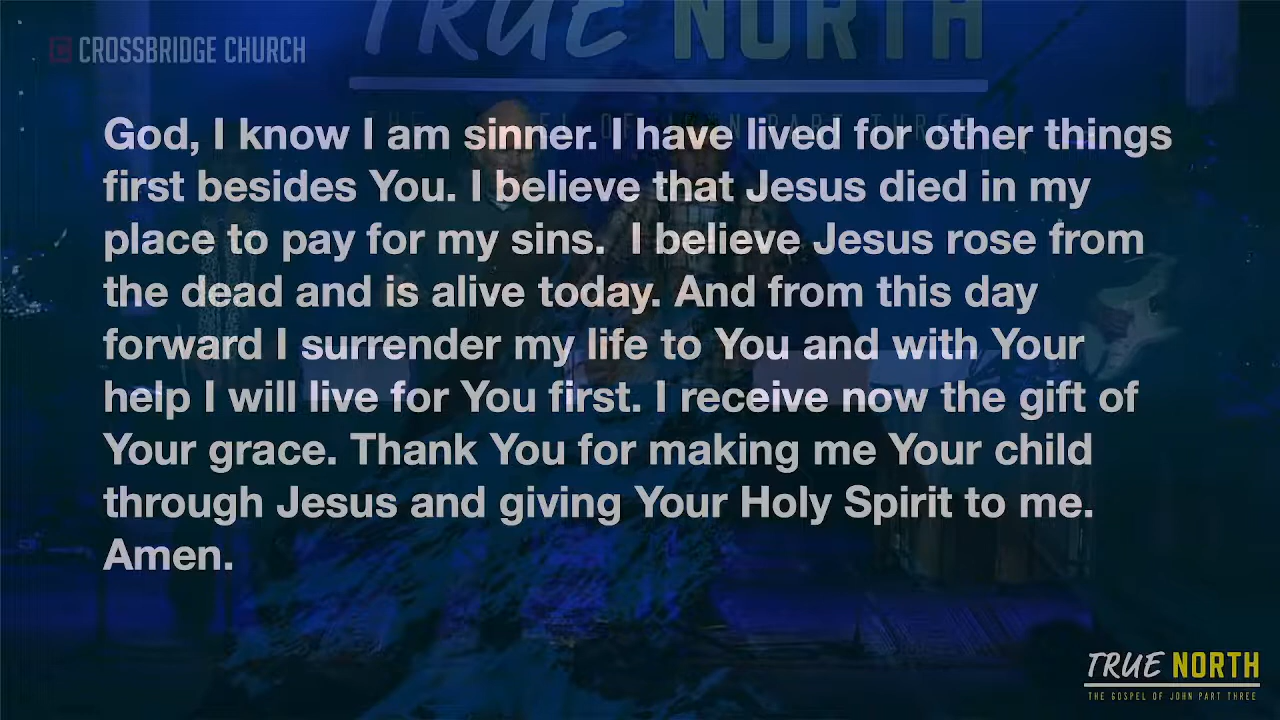 TRUE NORTH
CROSSBRIDGE CHURCH
God, I know I am sinner. I have lived for other things
first besides You. I believe that Jesus died in my
place to pay for my sins.  I believe Jesus rose from
the dead and is alive today. And from this day
forward I surrender my life to You and with Your
help I will live for You first. I receive now the gift of
Your grace. Thank You for making me Your child
through Jesus and giving Your Holy Spirit to me.
Amen.
TRUE NORTH
THE GOSPEL OF JOHN PART THREE